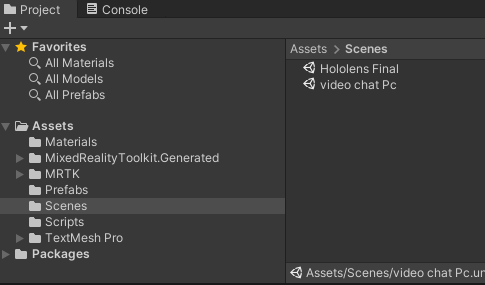 Project
Console
Favorites
All Materials
All Models
All Prefabs
Assets
Materials
MixedRealityToolkit.Generated
MRTK
Prefabs
Scenes
Scripts
TextMesh Pro
Packages
Assets > Scenes
Hololens Final
video chat Pc
Assets/Scenes/video chat Pc.un